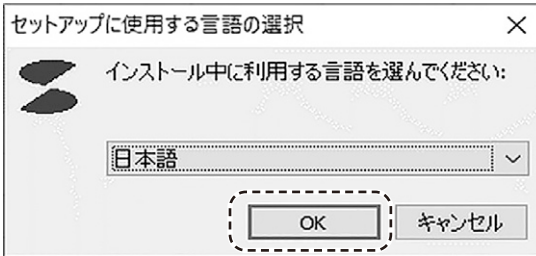 セットアップに使用する言語の選択
インストール中に利用する言語を選んでください:
日本語
OK キャンセル